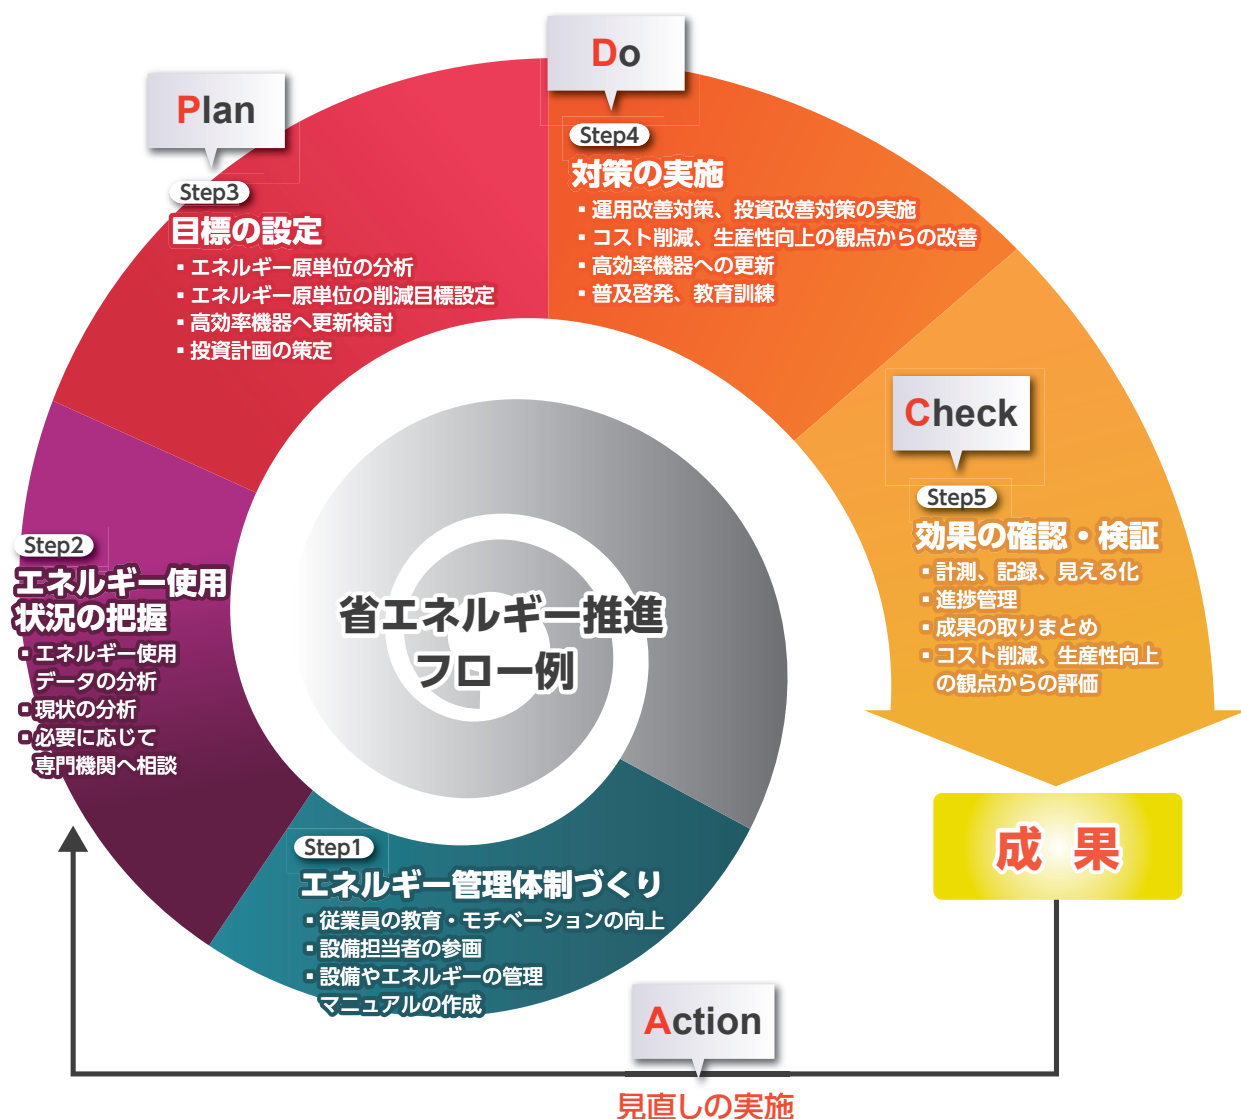 省エネルギー推進
フロー例
Step1
エネルギー管理体制づくり
▪従業員の教育・モチベーションの向上
▪設備担当者の参画
▪設備やエネルギーの管理
マニュアルの作成
Step2
エネルギー使用
状況の把握
▪エネルギー使用
データの分析
▪現状の分析
▪必要に応じて
専門機関へ相談
Plan
Step3
目標の設定
▪エネルギー原単位の分析
▪エネルギー原単位の削減目標設定
▪高効率機器へ更新検討
▪投資計画の策定
Do
Step4
対策の実施
▪運用改善対策、投資改善対策の実施
▪コスト削減、生産性向上の観点からの改善
▪高効率機器への更新
▪普及啓発、教育訓練
Check
Step5
効果の確認・検証
▪計測、記録、見える化
▪進捗管理
▪成果の取りまとめ
▪コスト削減、生産性向上
の観点からの評価
成 果
Action
見直しの実施